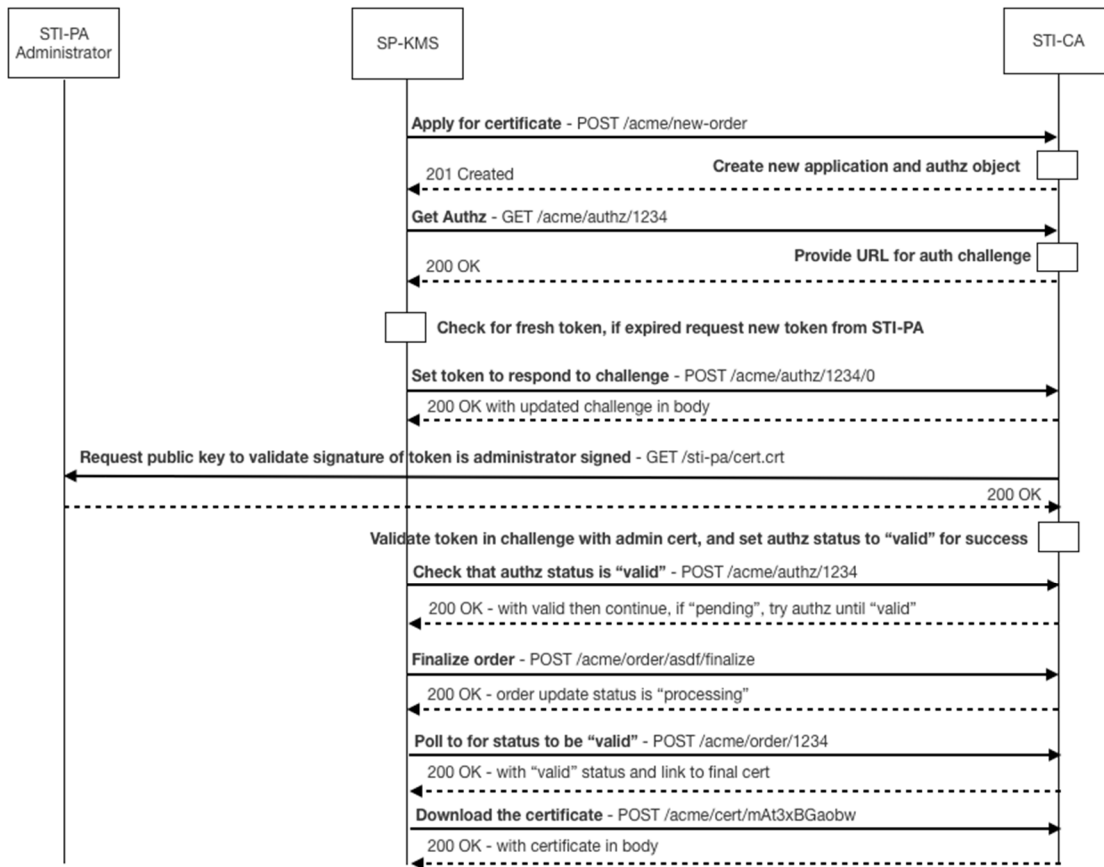 STI-PA
Administrator
SP-KMS
STI-CA
Apply for certificate - POST /acme/new-order
Create new application and authz object
201 Created
Get Authz - GET /acme/authz/1234
Provide URL for auth challenge
200 OK
Check for fresh token, if expired request new token from STI-PA
Set token to respond to challenge - POST /acme/authz/1234/0
200 OK with updated challenge in body
Request public key to validate signature of token is administrator signed - GET /sti-pa/cert.crt
200 OK
Validate token in challenge with admin cert, and set authz status to “valid” for success
Check that authz status is “valid” - POST /acme/authz/1234
200 OK - with valid then continue, if “pending”, try authz until “valid”
Finalize order - POST /acme/order/asdf/finalize
200 OK - order update status is “processing”
Poll to for status to be “valid” - POST /acme/order/1234
200 OK - with “valid” status and link to final cert
Download the certificate - POST /acme/cert/mAt3xBGaobw
200 OK - with certificate in body